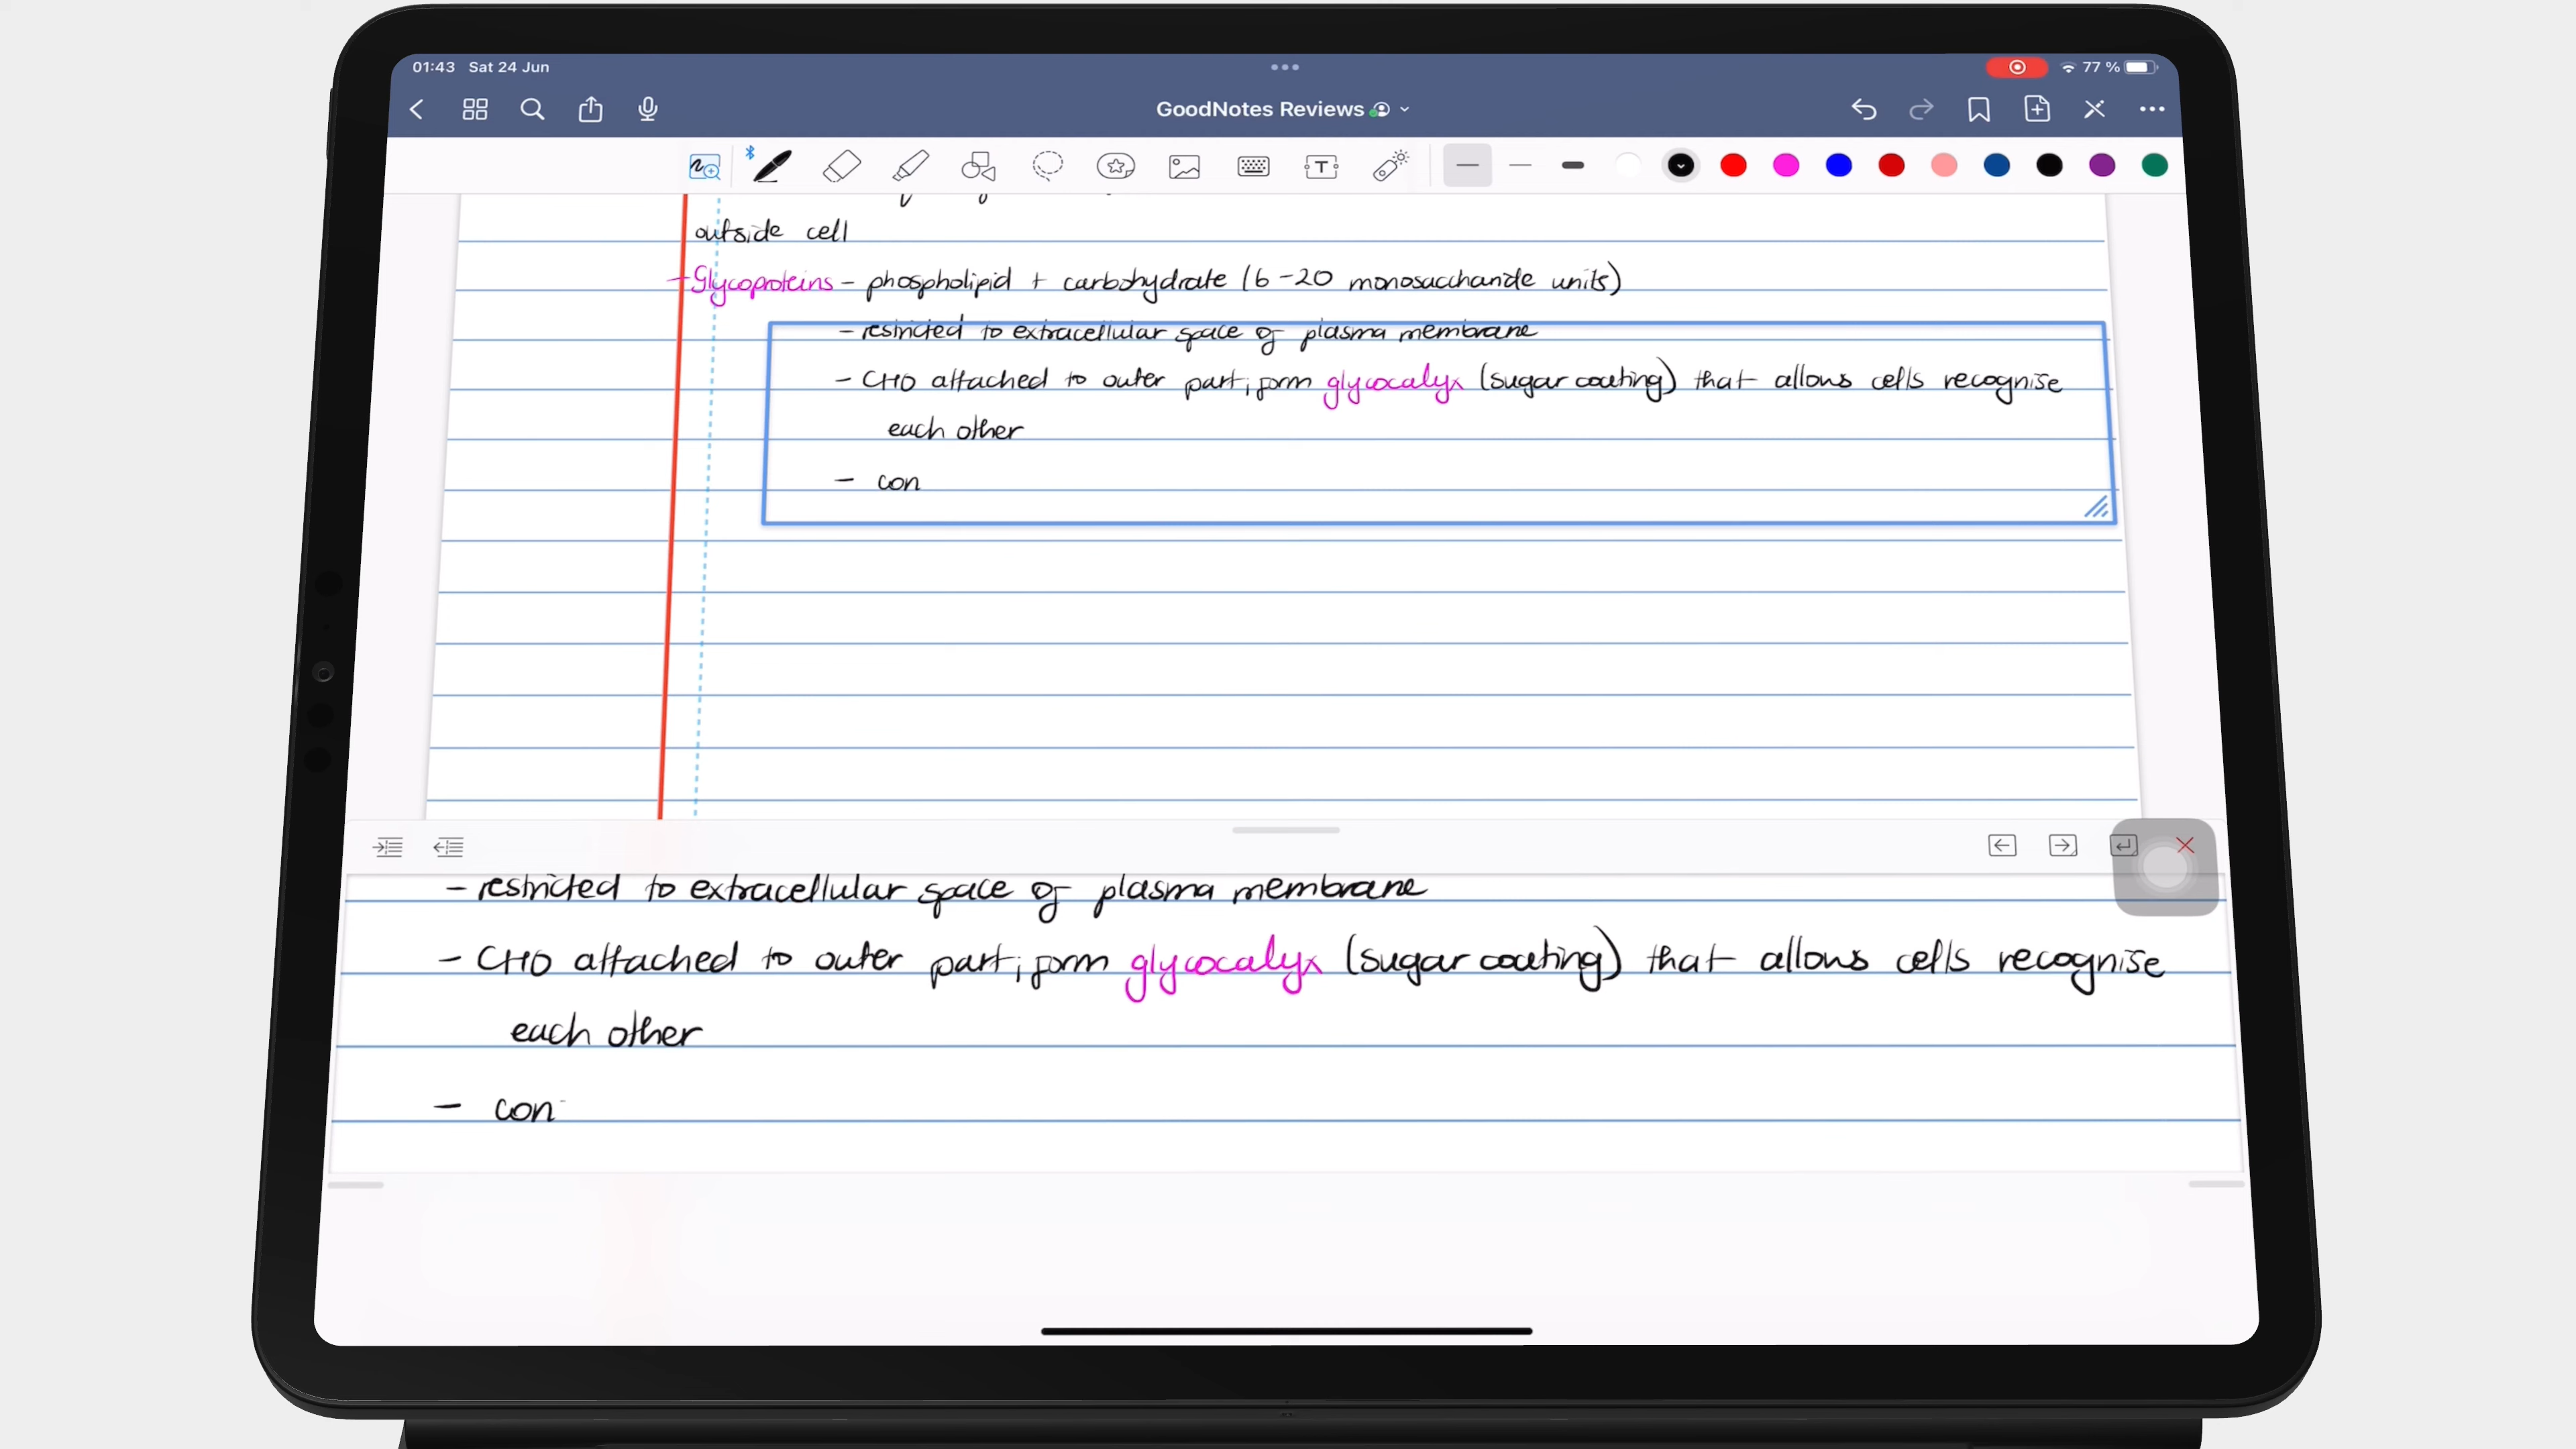 01:43 Sat 24 Jun
77 %
GoodNotes Reviews
T
outside cell
- Glycoproteins - phospholipid + carbohydrate (6-20 monosaccharide units)
- restricted to extracellular space of plasma membrane
- CHO attached to outer part; form glycocalyx (sugar coating) that allows cells recognise
each other
- con
- restricted to extracellular space of plasma membrane
- CHO attached to outer part; form glycocalyx (sugar coating) that allows cells recognise
each other
- con